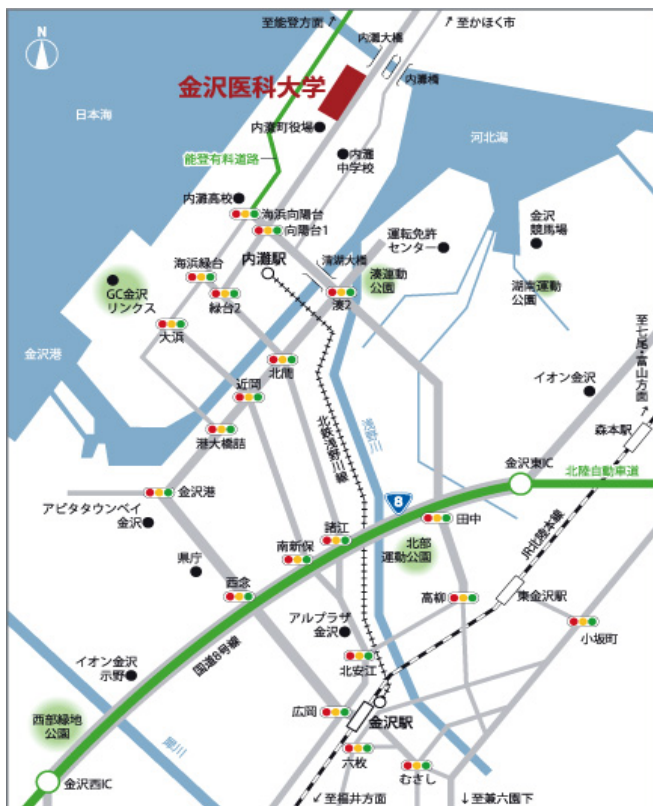 至能登方面
至かほく市
N
内灘大橋
内灘橋
金沢医科大学
日本海
内灘町役場
河北潟
能登有料道路
内灘
中学校
内灘高校
海浜向陽台
向陽台1
金沢
競馬場
運転免許
センター
海浜緑台
内灘駅
清湖大橋
湊運動
公園
GC金沢
リンクス
緑台2
湊2
湖南運動
公園
大浜
至七尾・富山方面
金沢港
北間
近岡
イオン金沢
北鉄浅野川線
浅野川
港大橋詰
森本駅
金沢東IC
北陸自動車道
金沢港
アピタタウンベイ
金沢
8
田中
諸江
南新保
北部
運動公園
JR北陸本線
県庁
西念
高柳
東金沢駅
アルプラザ
金沢
小坂町
国道8号線
イオン金沢
示野
北安江
西部緑地
公園
広岡
金沢駅
犀川
六枚
むさし
金沢西IC
至福井方面
至兼六園下